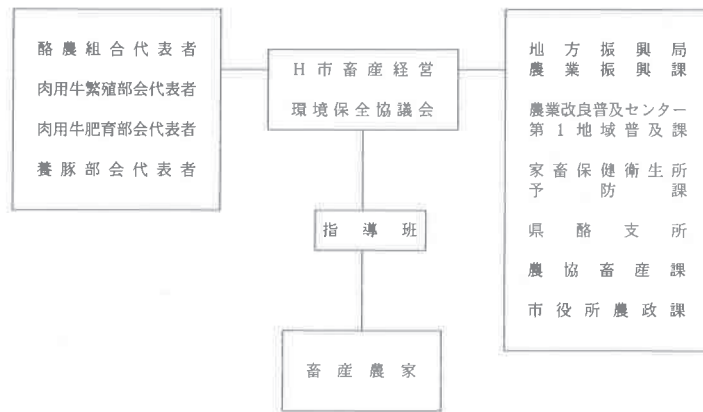 酪農組合代表者
肉用牛繁殖部会代表者
肉用牛肥育部会代表者
養豚部会代表者
H市畜産経営
環境保全協議会
指導班
畜産農家
地方振興局
農業振興課
農業改良普及センター
第1地域普及課
家畜保健衛生所
予防課
県酪支所
農協畜産課
市役所農政課